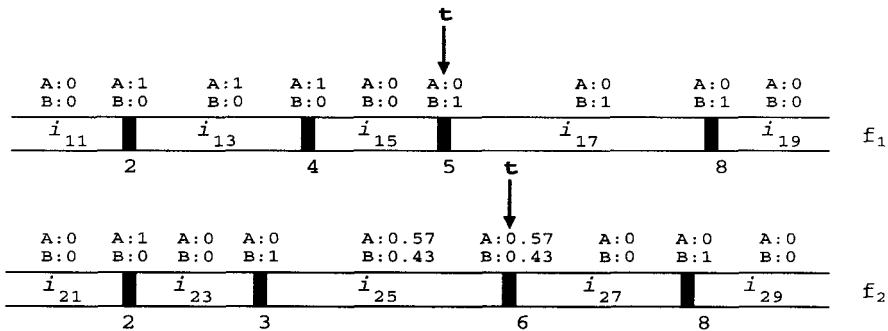 t
A:0 A:1 A:1 A:1 A:0 A:0 A:0 A:0 A:0
B:0 B:0 B:0 B:0 B:0 B:1 B:1 B:1 B:0
i11 i13 i15 i17 i19 f1
2 4 5 8
t
A:0 A:1 A:0 A:0 A:0.57 A:0.57 A:0 A:0 A:0
B:0 B:0 B:0 B:1 B:0.43 B:0.43 B:0 B:1 B:0
i21 i23 i25 i27 i29 f2
2 3 6 8